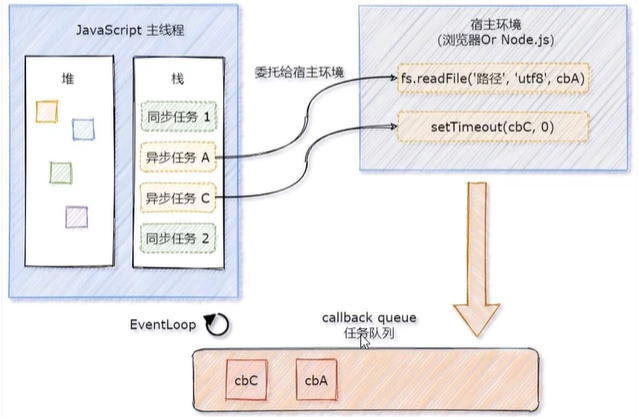 JavaScript 主线程
堆
栈
同步任务 1
异步任务 A
异步任务 C
同步任务 2
委托给宿主环境
宿主环境
(浏览器Or Node.js)
fs.readFile('路径', 'utf8', cbA)
setTimeout(cbC, 0)
EventLoop
callback queue
任务队列
cbC
cbA